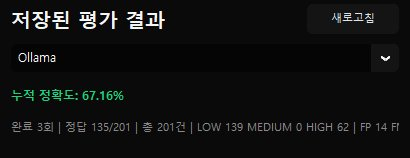 저장된 평가 결과
새로고침
Ollama
누적 정확도: 67.16%
완료 3회 | 정답 135/201 | 총 201건 | LOW 139 MEDIUM 0 HIGH 62 | FP 14 FN